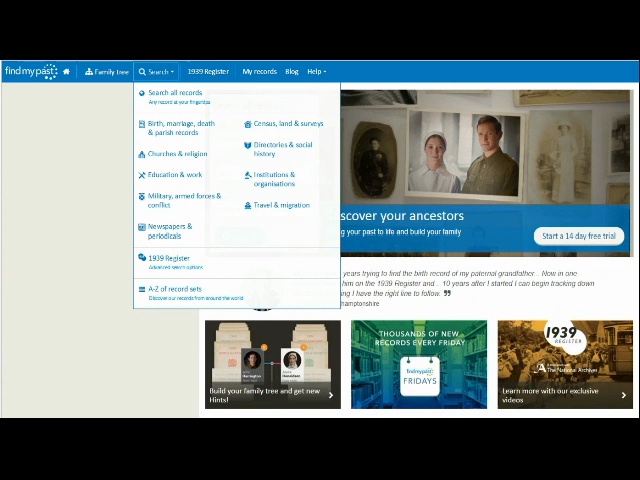 findmypast
Family tree
Search
1939 Register
My records
Blog
Help
Search all records
Any record at your fingertips
Birth, marriage, death
& parish records
Census, land & surveys
Churches & religion
Directories & social
history
Education & work
Institutions &
organisations
Military, armed forces &
conflict
Travel & migration
Newspapers &
periodicals
1939 Register
Advanced search options
A-Z of record sets
Discover our records from around the world
scover your ancestors
ng your past to life and build your family
Start a 14 day free trial
years trying to find the birth record of my paternal grandfather... Now in one
him on the 1939 Register and... 10 years after I started I can begin tracking down
ng I have the right line to follow.
hamptonshire
Build your family tree and get new
Hints!
THOUSANDS OF NEW
RECORDS EVERY FRIDAY
findmypast
FRIDAYS
1939
REGISTER
The National Archives
Learn more with our exclusive
videos